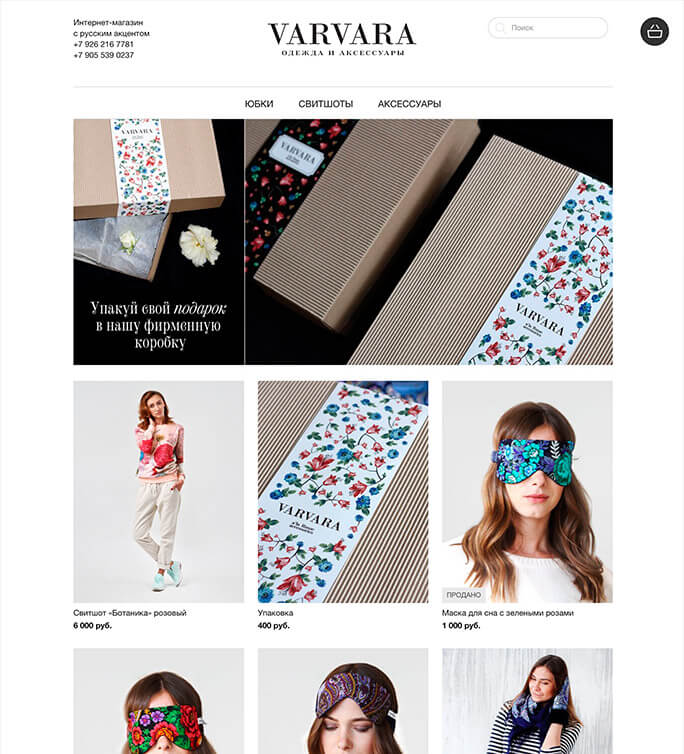 Интернет-магазин
с русским акцентом
+7 926 216 7781
+7 905 539 0237
VARVARA
ОДЕЖДА И АКСЕССУАРЫ
Поиск
ЮБКИ СВИТШОТЫ АКСЕССУАРЫ
VARVARA
VARVARA
VARVARA
Упакуй свой подарок
в нашу фирменную
коробку
VARVARA
ПРОДАНО
Свитшот «Ботаника» розовый
6 000 руб.
Упаковка
400 руб.
Маска для сна с зелеными розами
1 000 руб.